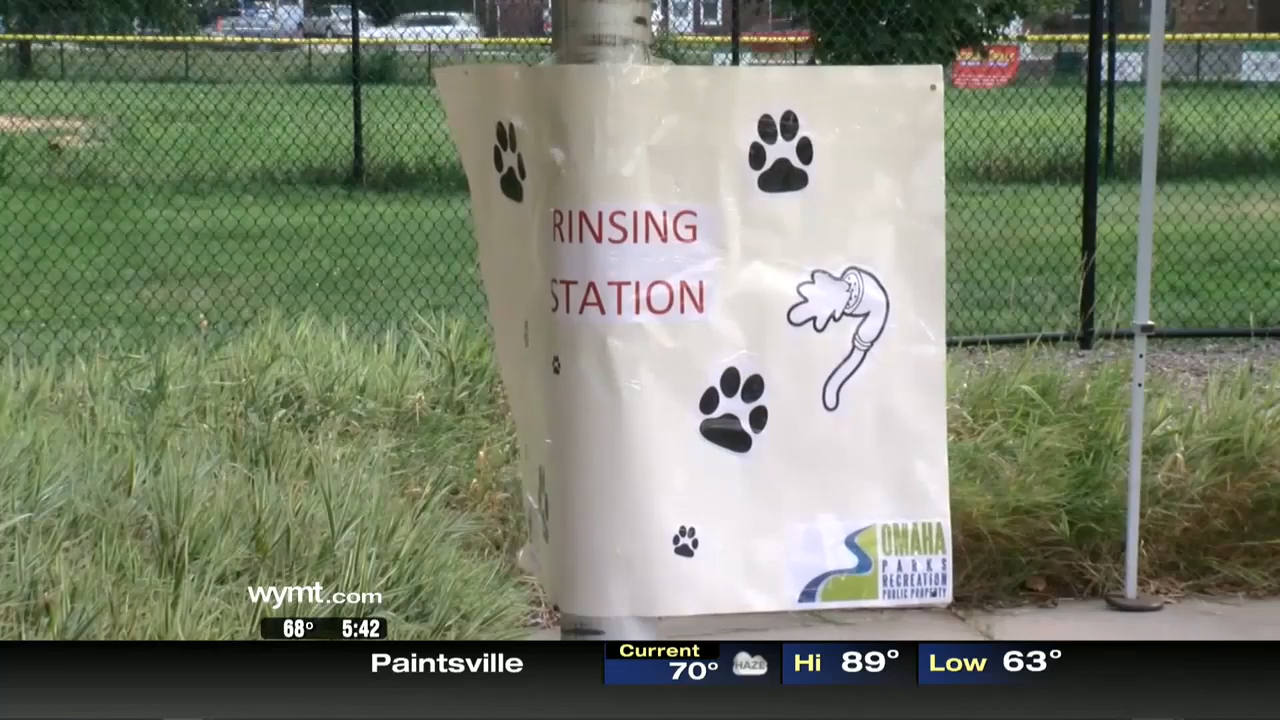 RINSING
STATION
OMAHA
PARKS
RECREATION
PUBLIC PROPERTY
wymt.com
68° 5:42
Paintsville
Current
70°
HAZE
Hi 89°
Low 63°